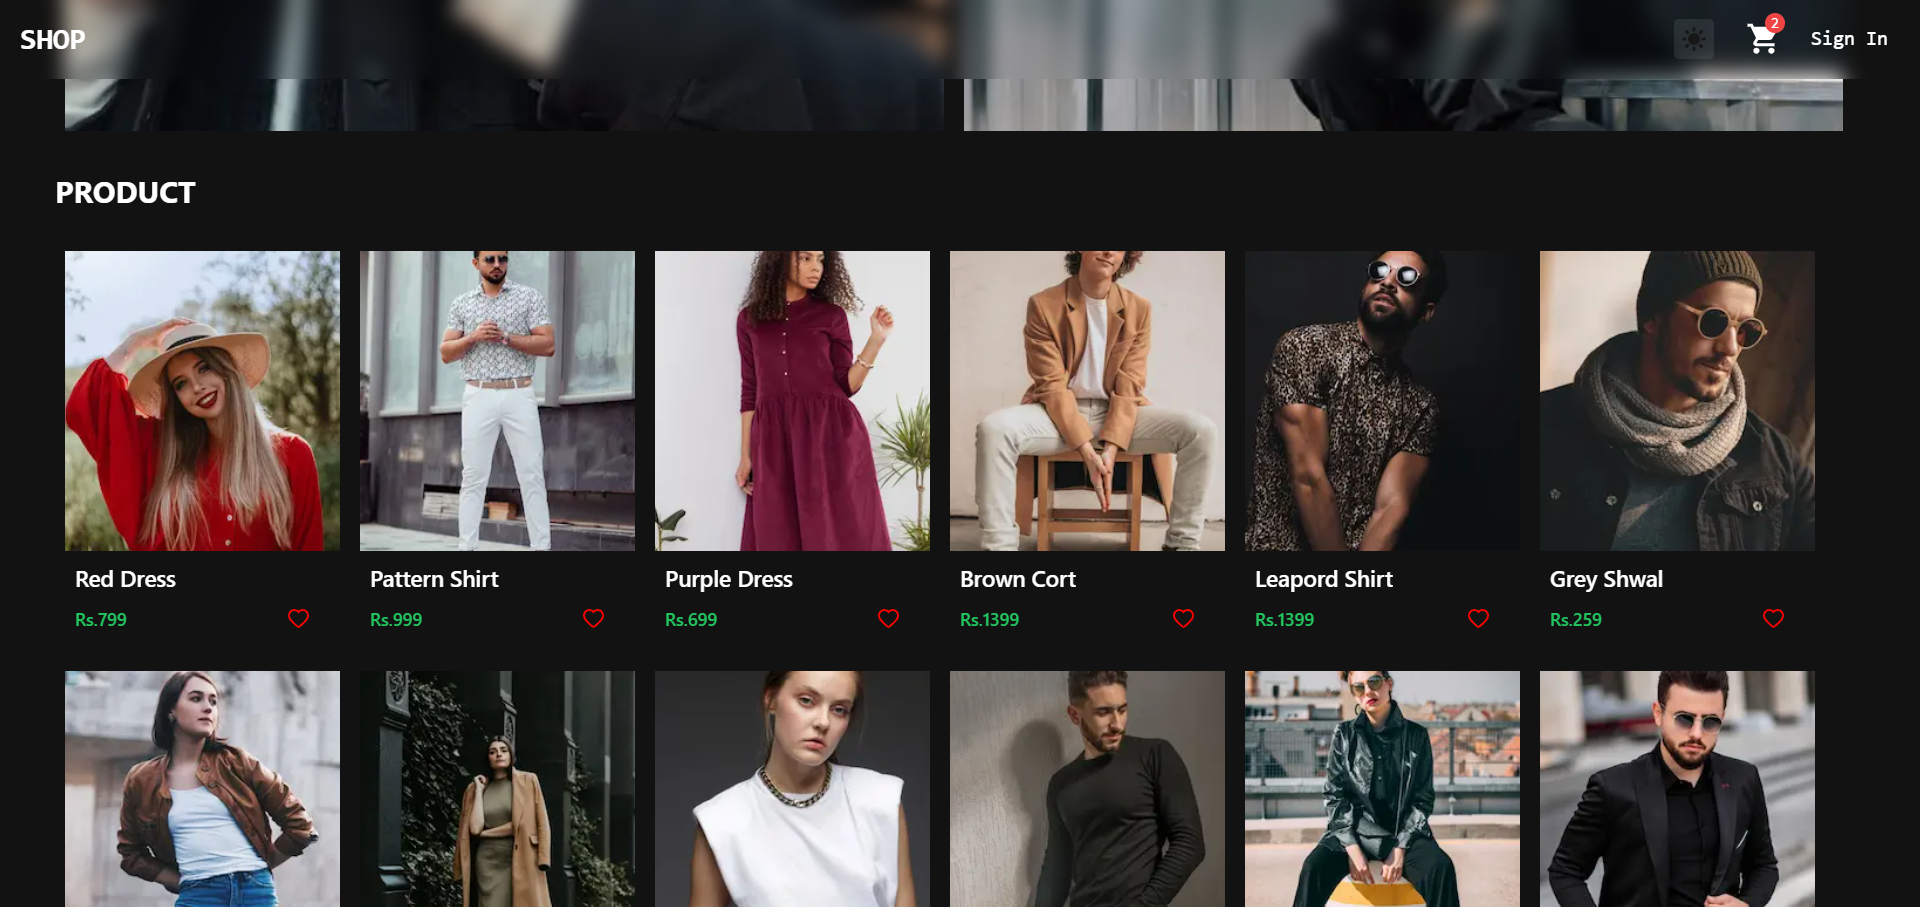 SHOP
2
Sign In
PRODUCT
Red Dress
Pattern Shirt
Purple Dress
Brown Cort
Leapord Shirt
Grey Shwal
Rs.799
Rs.999
Rs.699
Rs.1399
Rs.1399
Rs.259